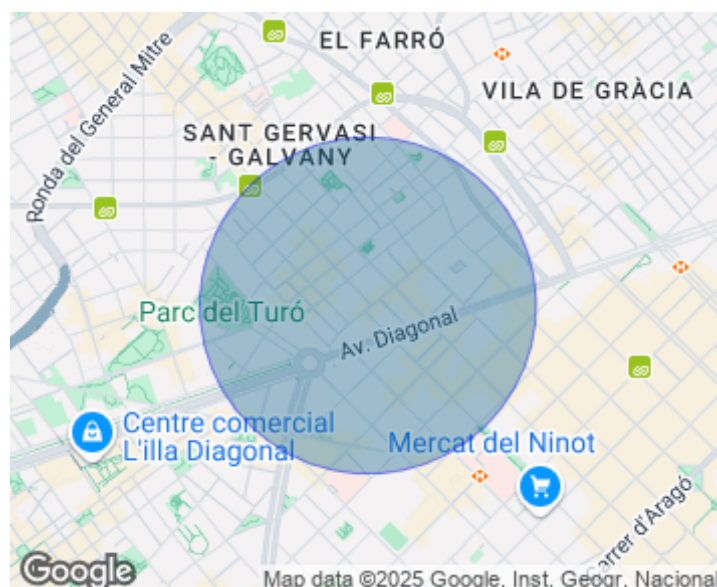 EL FARRÓ
VILA DE GRÀCIA
SANT GERVASI
- GALVANY
Ronda del General Mitre
Parc del Turó
Av. Diagonal
Centre comercial
L'illa Diagonal
Mercat del Ninot
Carrer d'Aragó
Google
Map data ©2025 Google, Inst. Geogr. Nacional